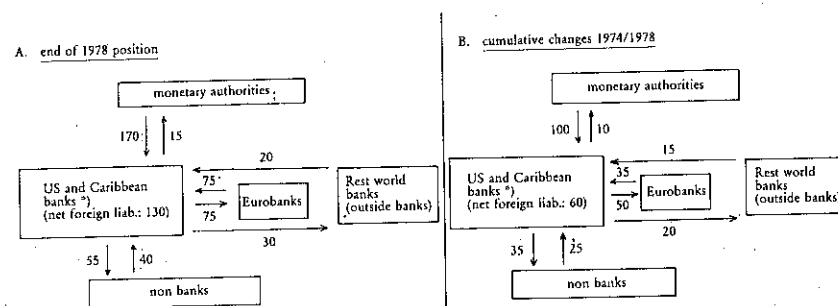 A. end of 1978 position
monetary authorities
170 15
20
US and Caribbean
banks *)
(net foreign liab.: 130)
75
75
Eurobanks
Rest world
banks
(outside banks)
30
55 40
non banks
B. cumulative changes 1974/1978
monetary authorities
100 10
15
US and Caribbean
banks *)
(net foreign liab.: 60)
35
50
Eurobanks
Rest world
banks
(outside banks)
20
35 25
non banks